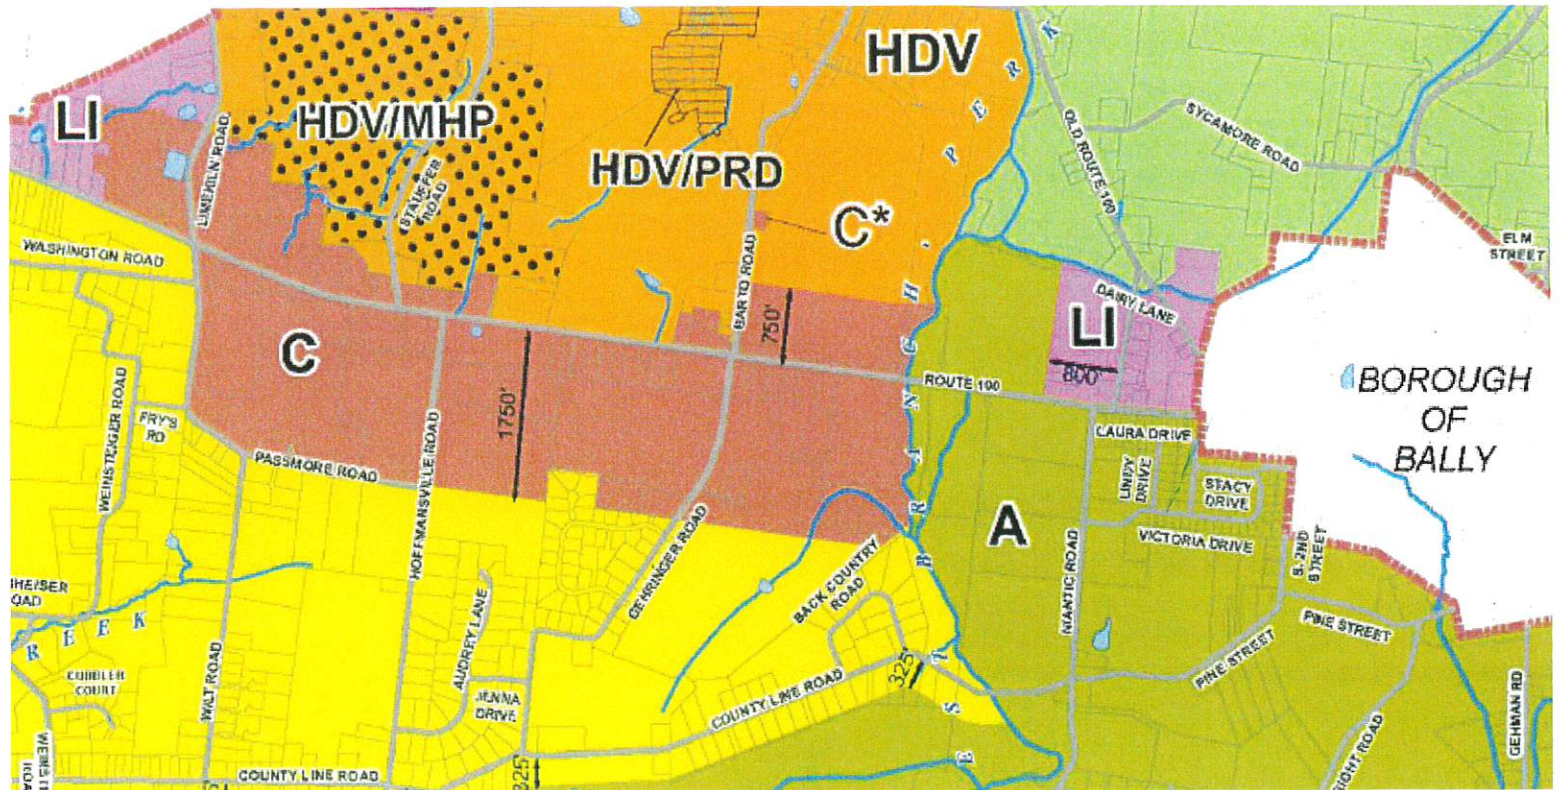 HDV
LI
HDV/MHP
HDV/PRD
C*
LIMEKILN ROAD
STAUFFER
ROAD
BARTO ROAD
OLD ROUTE 100
SYCAMORE ROAD
ELM
STREET
WASHINGTON ROAD
DAIRY LANE
LI
800'
750'
C
1750'
ROUTE 100
BOROUGH
OF
BALLY
WEINSTEIGER ROAD
FRY'S
RD
PASSMORE ROAD
HOFFMANSVILLE ROAD
GEHRINGER ROAD
LAURA DRIVE
LINDY
DRIVE
STACY
DRIVE
VICTORIA DRIVE
A
NIANTIC ROAD
S. 2ND
STREET
BACK COUNTRY
ROAD
PINE STREET
PINE STREET
325'
COUNTY LINE ROAD
AUDREY LANE
JENNA
DRIVE
WILT ROAD
CUBBLER
COURT
REEK
COUNTY LINE ROAD
GEHMAN RD